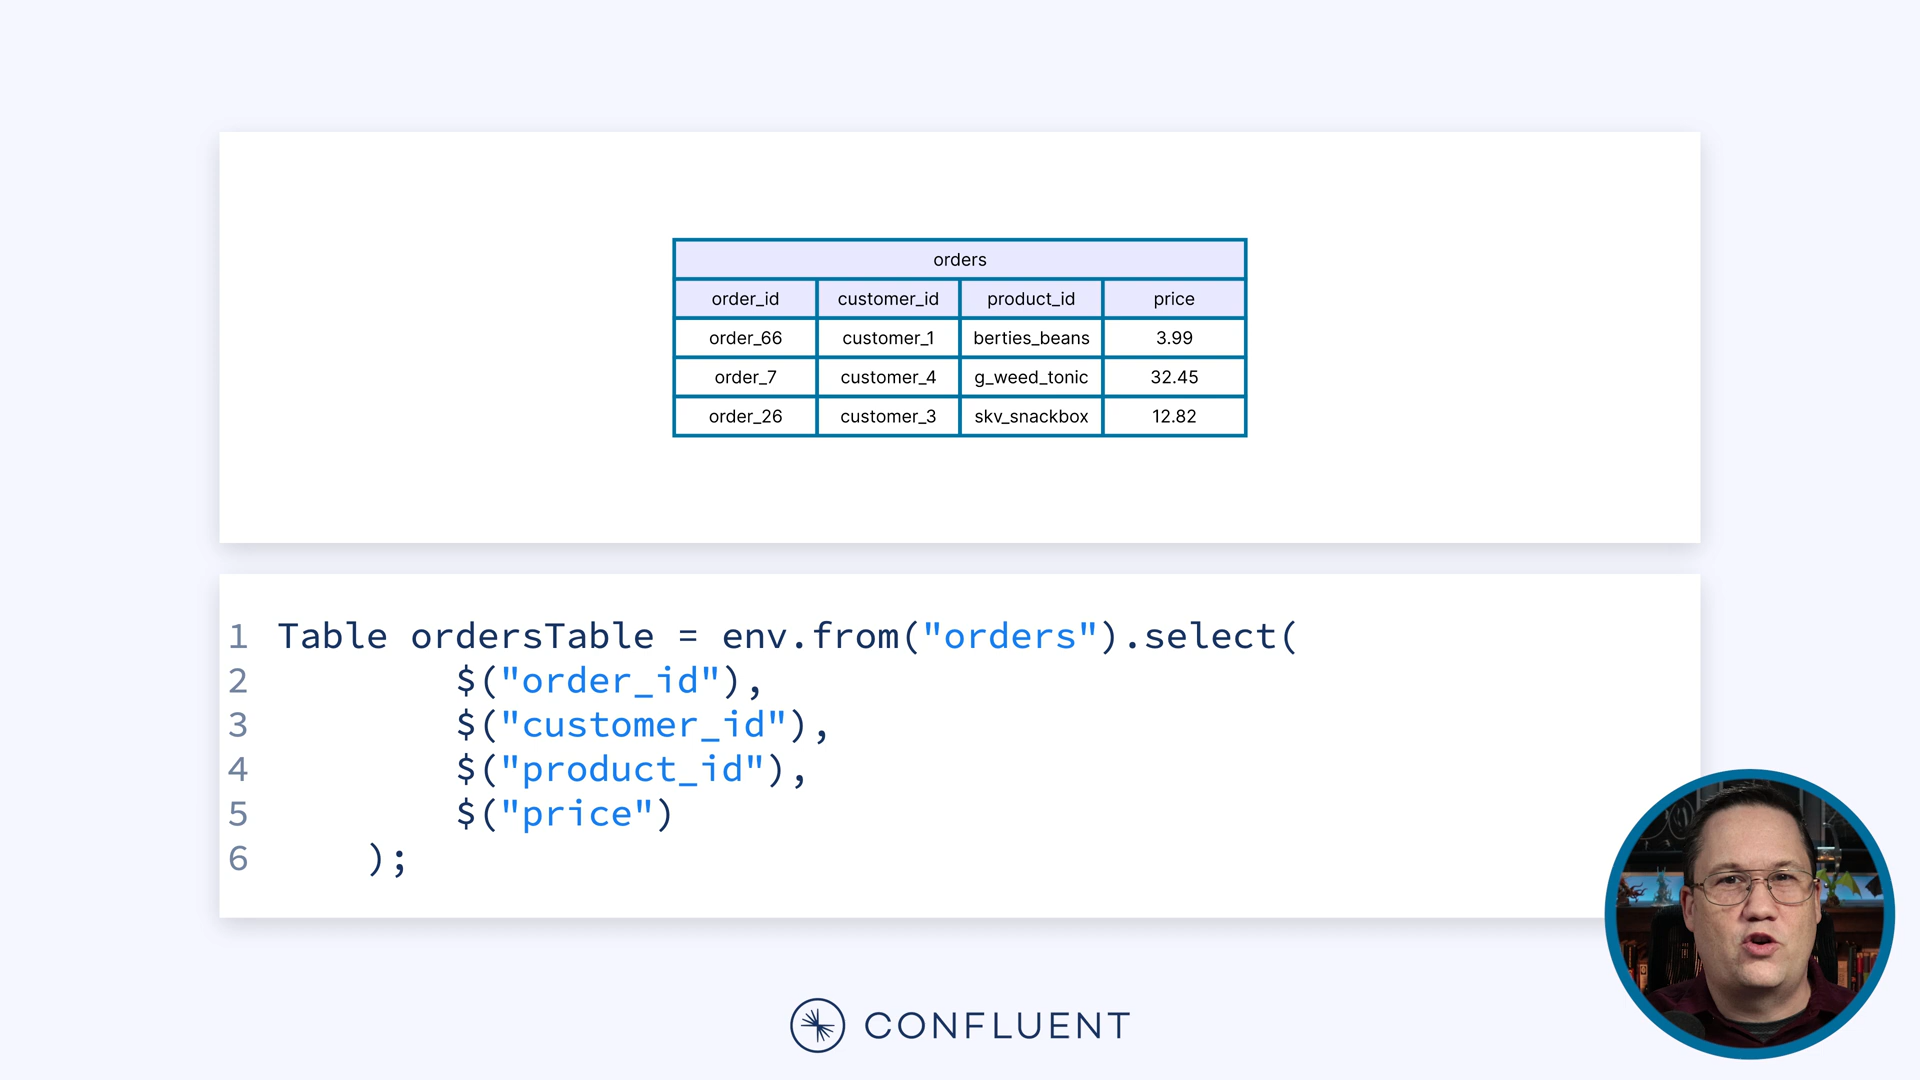 orders
order_id customer_id product_id price
order_66 customer_1 berties_beans 3.99
order_7 customer_4 g_weed_tonic 32.45
order_26 customer_3 skv_snackbox 12.82
1 Table ordersTable = env.from("orders").select(
2 $("order_id"),
3 $("customer_id"),
4 $("product_id"),
5 $("price")
6 );
CONFLUENT